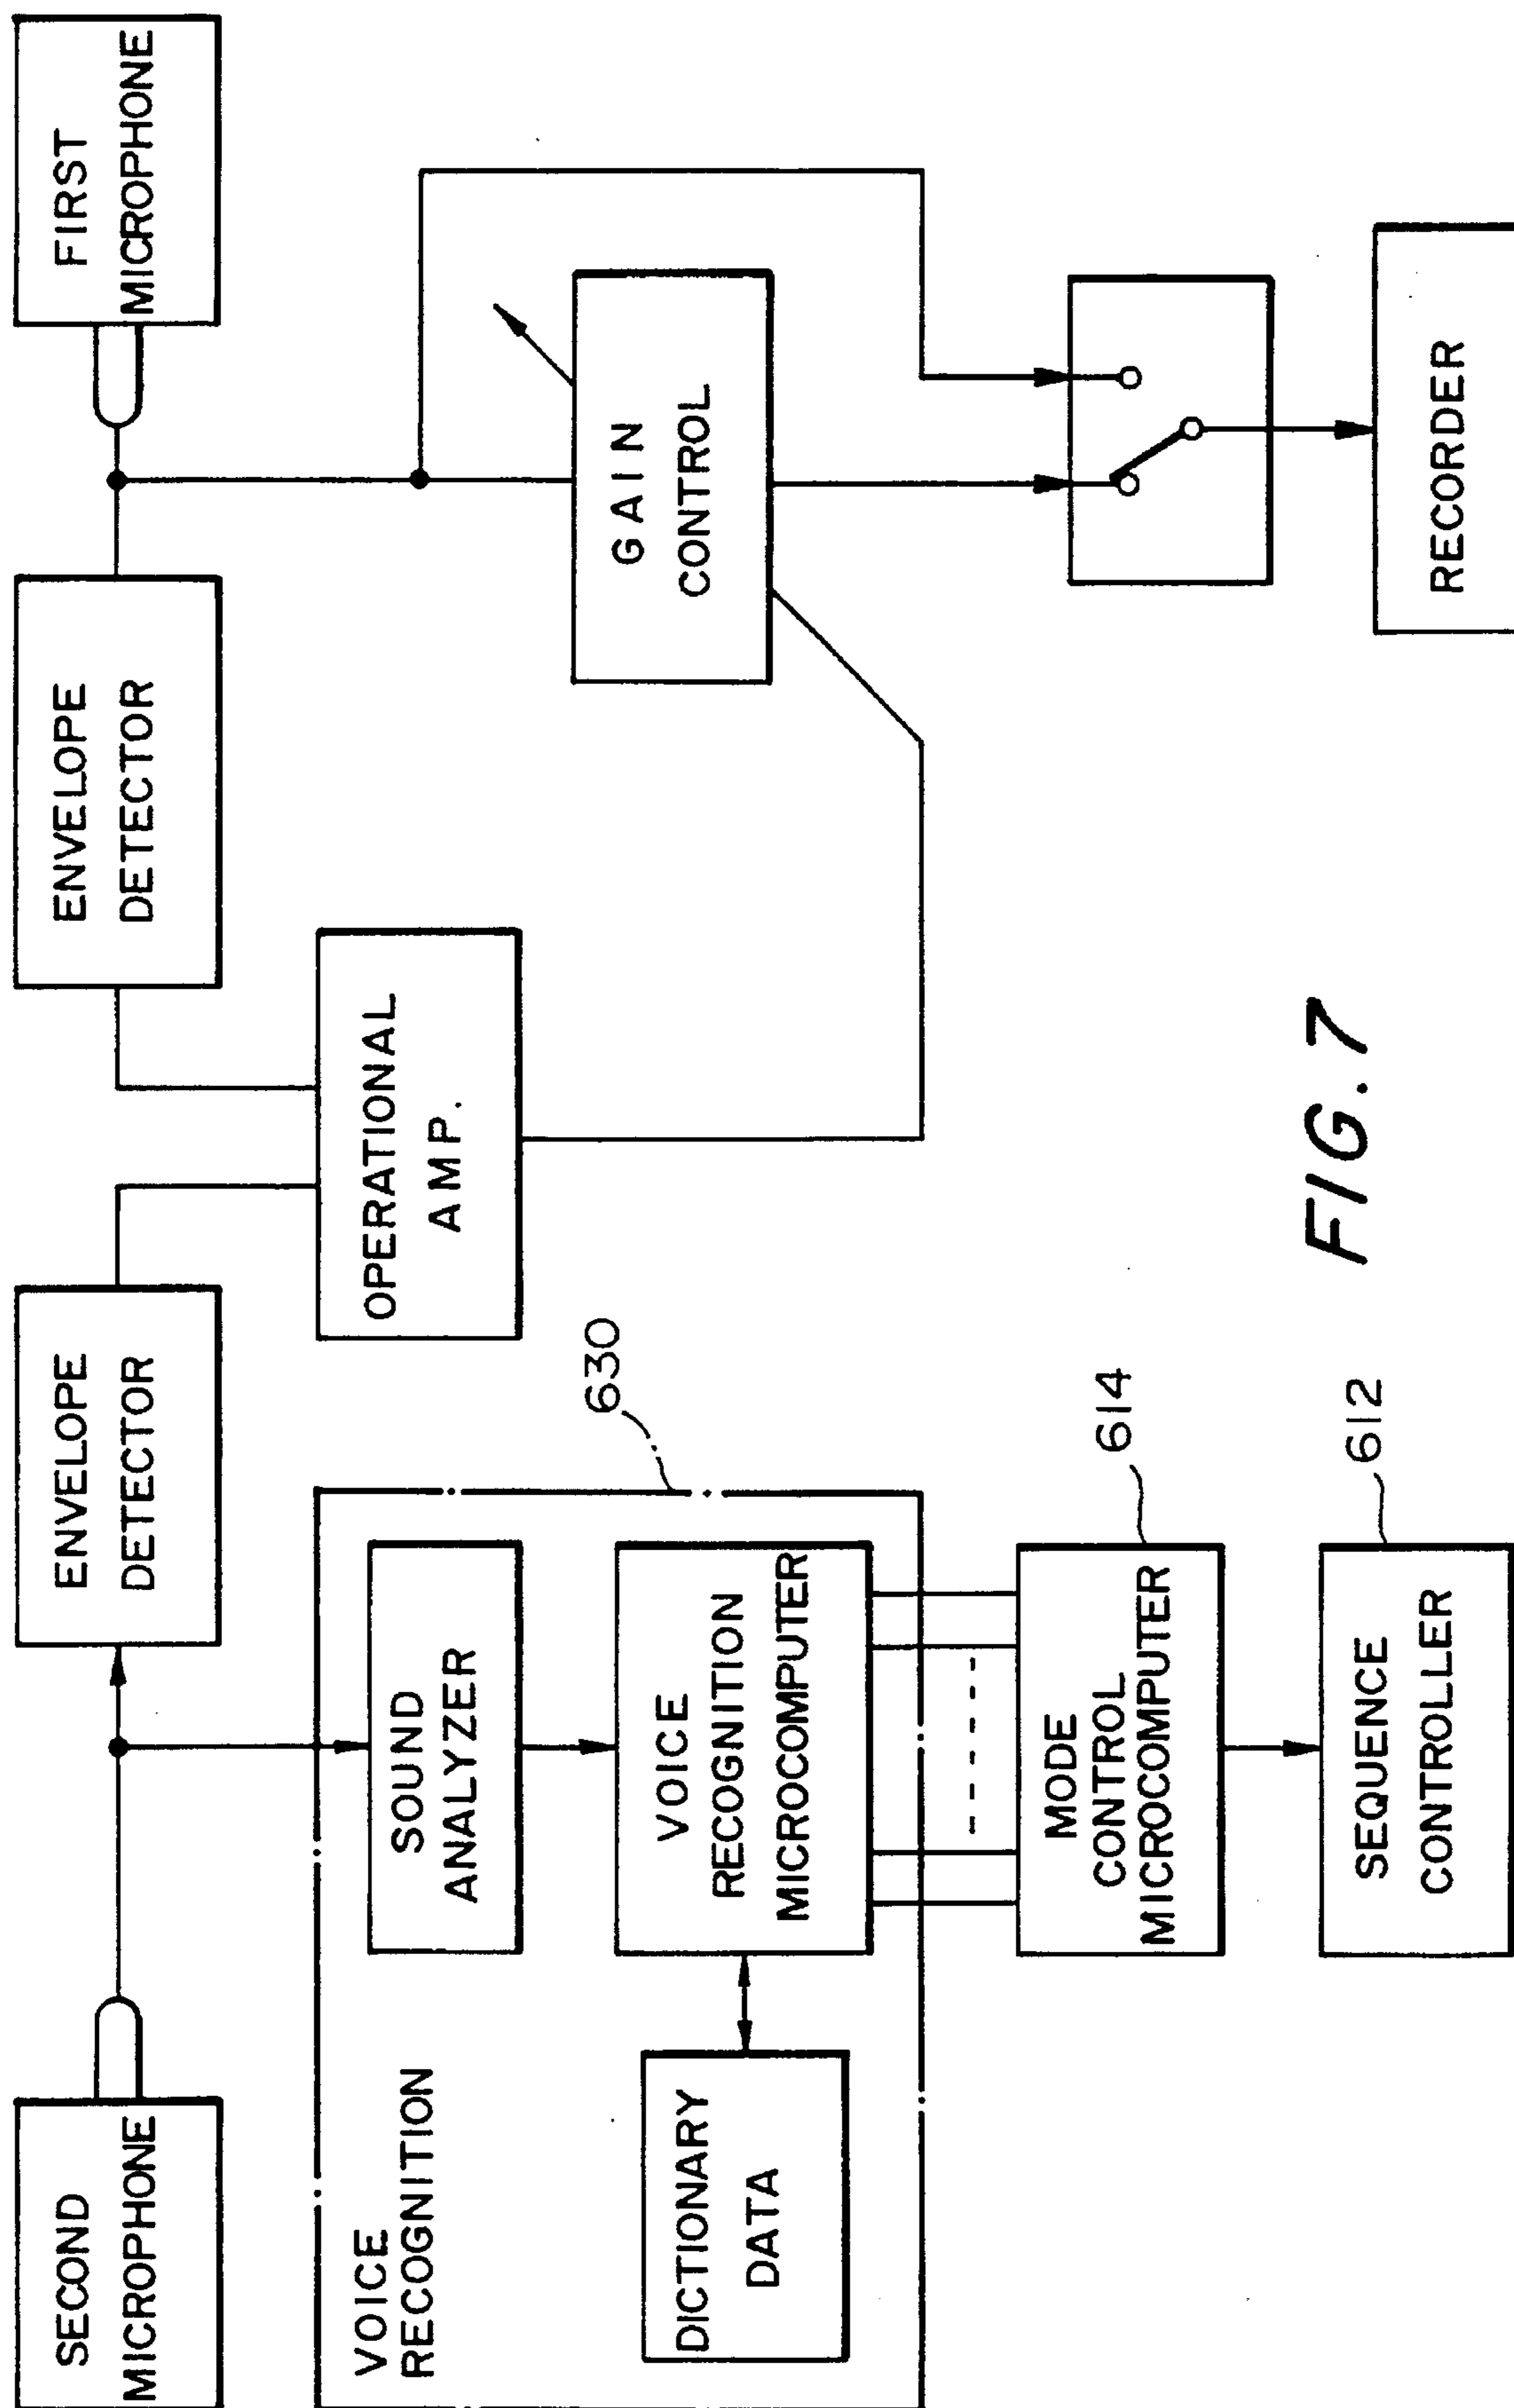 SECOND
MICROPHONE
ENVELOPE
DETECTOR
ENVELOPE
DETECTOR
FIRST
MICROPHONE
VOICE
RECOGNITION
SOUND
ANALYZER
630
OPERATIONAL
AMP.
GAIN
CONTROL
DICTIONARY
DATA
VOICE
RECOGNITION
MICROCOMPUTER
MODE
CONTROL
MICROCOMPUTER
614
SEQUENCE
CONTROLLER
612
RECORDER
FIG. 7